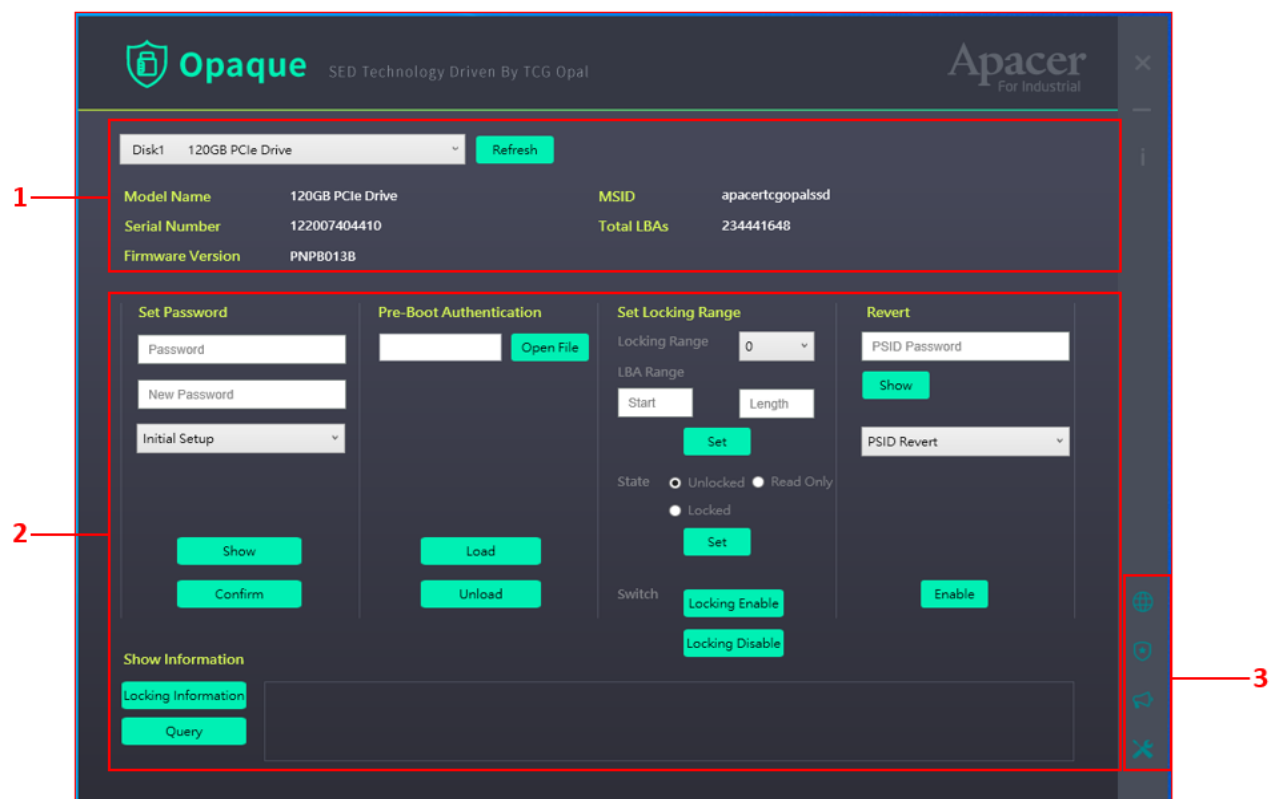 Opaque SED Technology Driven By TCG Opal
Apacer
For Industrial
Disk1 120GB PCIe Drive
Refresh
1
Model Name 120GB PCIe Drive MSID apacertcgopalssd
Serial Number 122007404410 Total LBAs 234441648
Firmware Version PNPB013B
Set Password
Password
New Password
Initial Setup
Show
Confirm
Pre-Boot Authentication
Open File
Load
Unload
Set Locking Range
Locking Range 0
LBA Range
Start Length
Set
State Unlocked Read Only
Locked
Set
Switch Locking Enable
Locking Disable
Revert
PSID Password
Show
PSID Revert
Enable
2
Show Information
Locking Information
Query
3